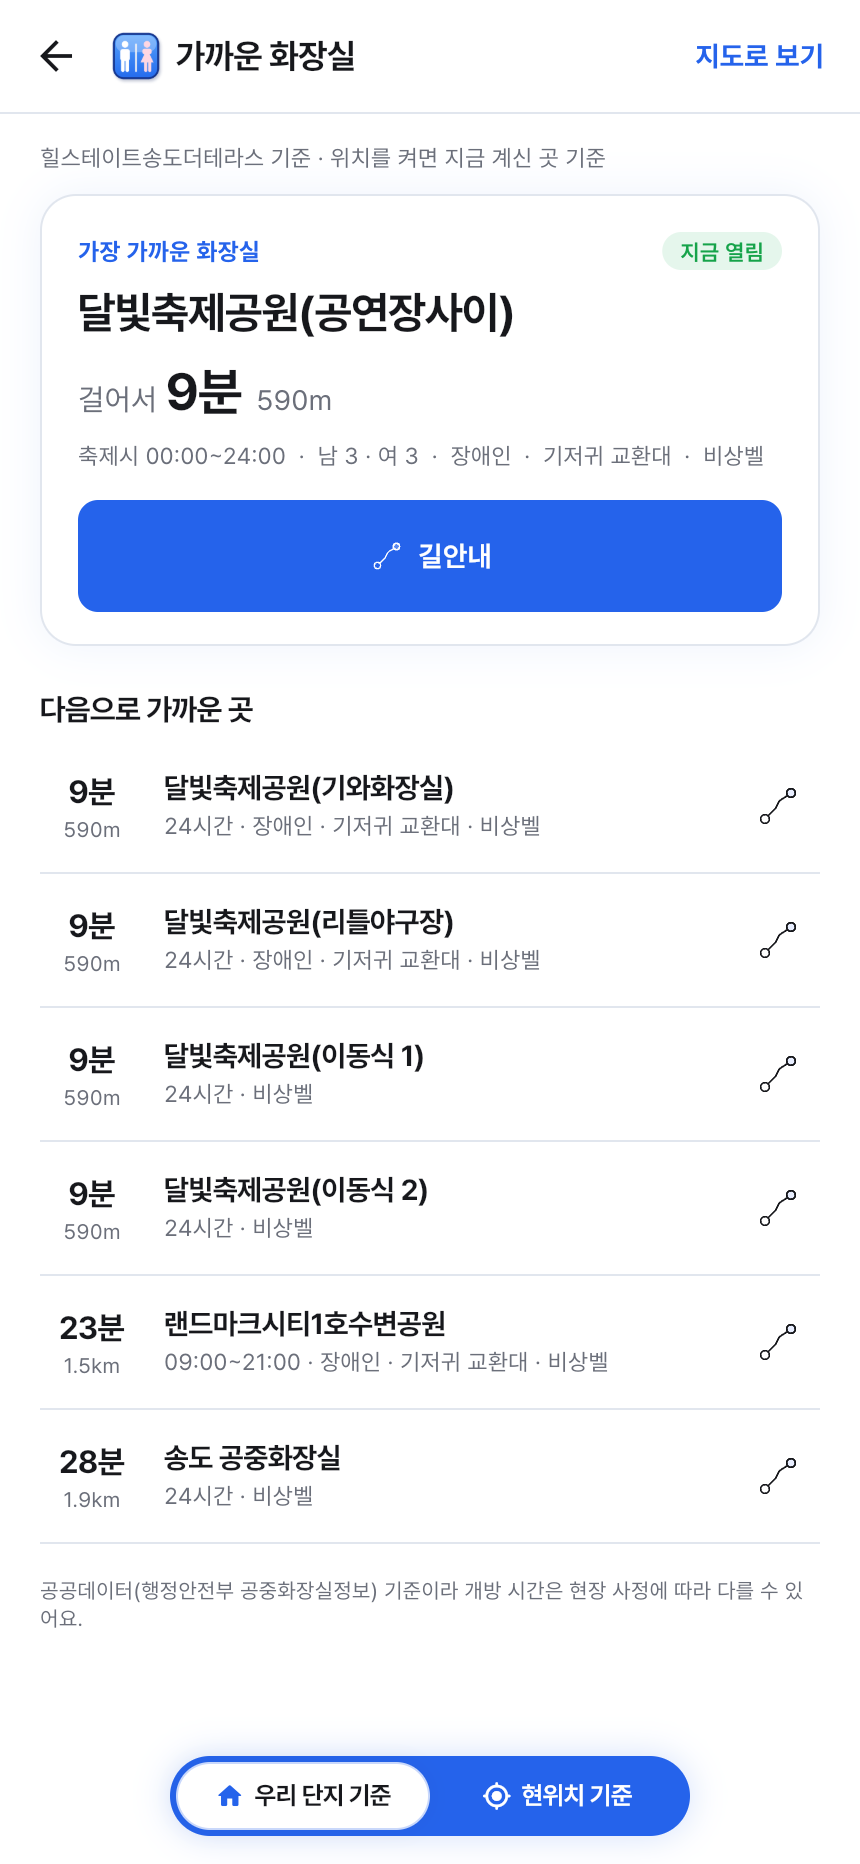 가까운 화장실
지도로 보기
힐스테이트송도더테라스 기준 · 위치를 켜면 지금 계신 곳 기준
가장 가까운 화장실
지금 열림
달빛축제공원(공연장사이)
걸어서 9분 590m
축제시 00:00~24:00 · 남 3 · 여 3 · 장애인 · 기저귀 교환대 · 비상벨
길안내
다음으로 가까운 곳
9분
달빛축제공원(기와화장실)
590m
24시간 · 장애인 · 기저귀 교환대 · 비상벨
9분
달빛축제공원(리틀야구장)
590m
24시간 · 장애인 · 기저귀 교환대 · 비상벨
9분
달빛축제공원(이동식 1)
590m
24시간 · 비상벨
9분
달빛축제공원(이동식 2)
590m
24시간 · 비상벨
23분
랜드마크시티1호수변공원
1.5km
09:00~21:00 · 장애인 · 기저귀 교환대 · 비상벨
28분
송도 공중화장실
1.9km
24시간 · 비상벨
공공데이터(행정안전부 공중화장실정보) 기준이라 개방 시간은 현장 사정에 따라 다를 수 있
어요.
우리 단지 기준
현위치 기준